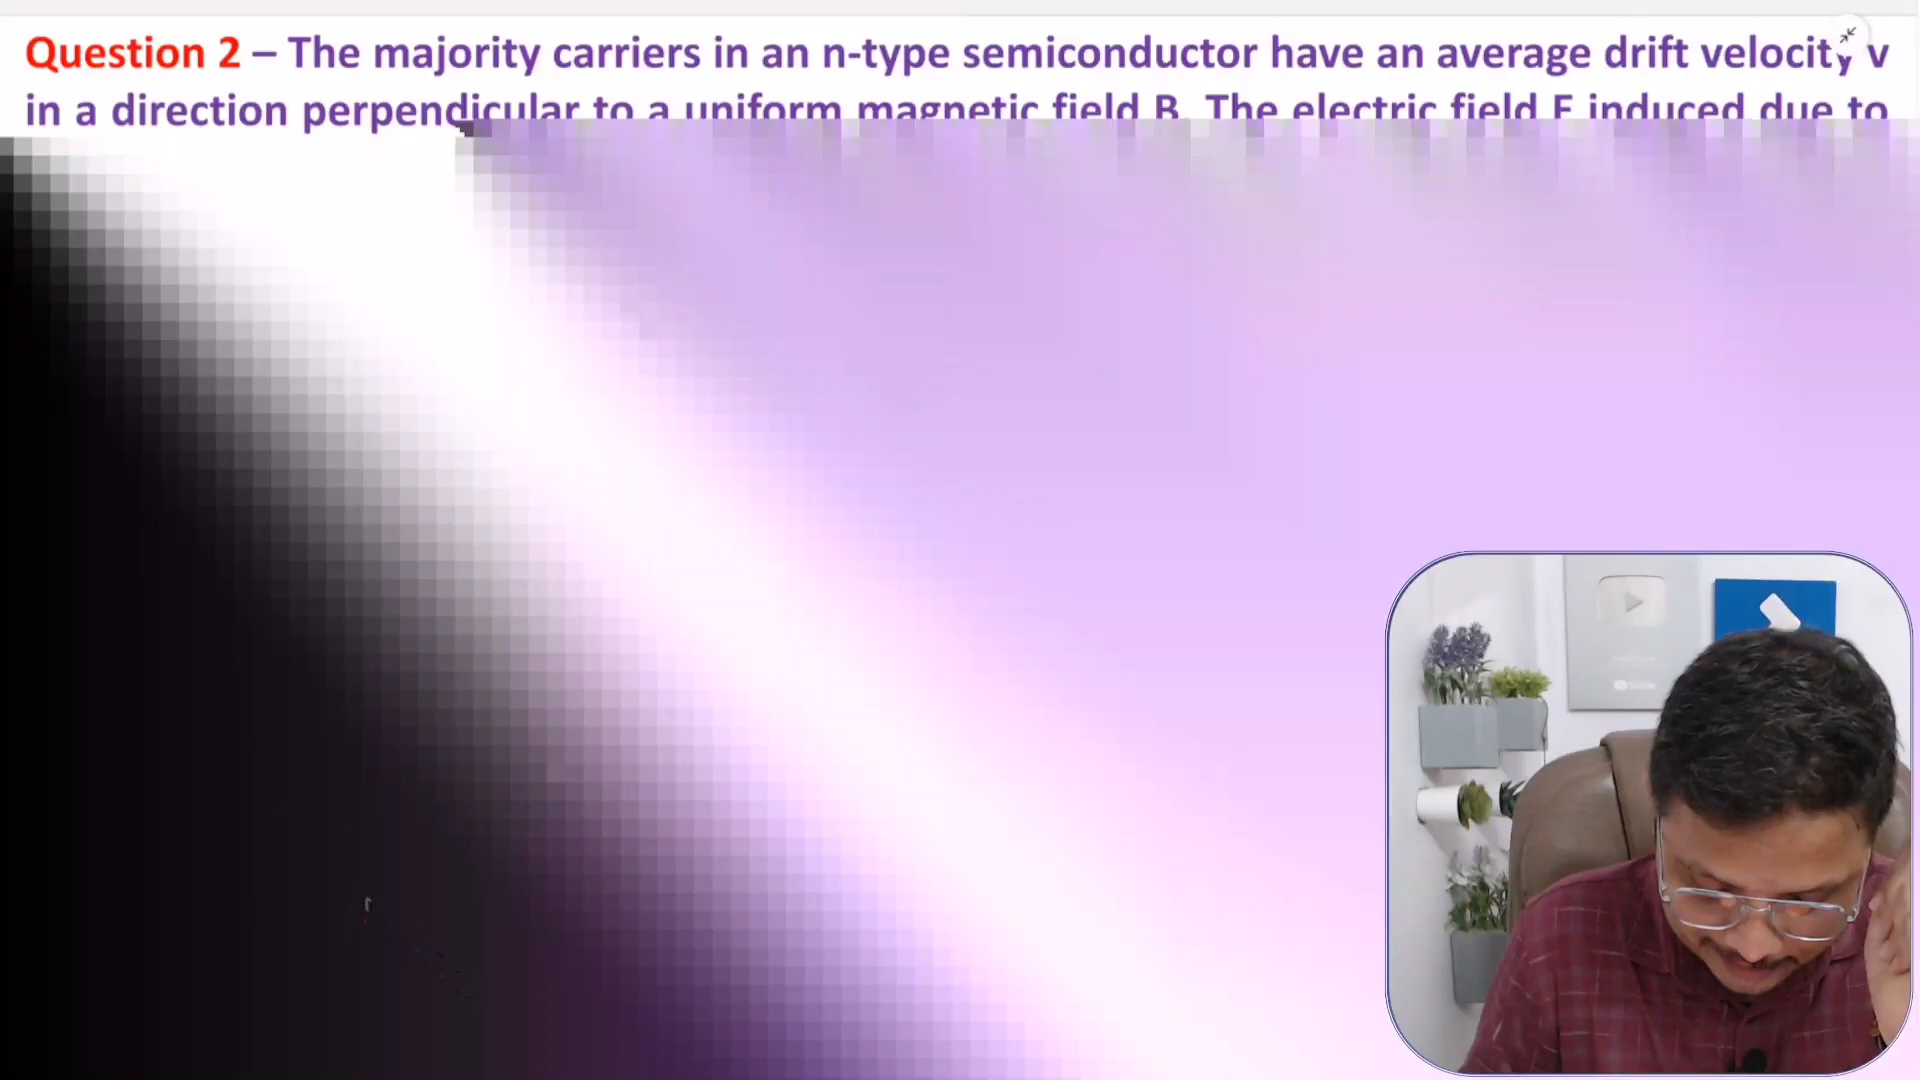 Question 2 – The majority carriers in an n-type semiconductor have an average drift velocity v
in a direction perpendicular to a uniform magnetic field B. The electric field E induced due to